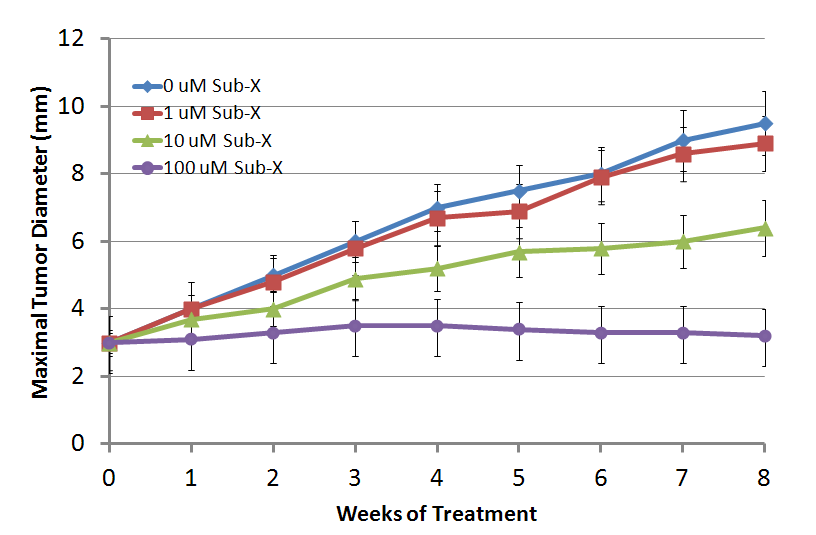 12
10
8
6
4
2
0
Maximal Tumor Diameter (mm)
0 uM Sub-X
1 uM Sub-X
10 uM Sub-X
100 uM Sub-X
0 1 2 3 4 5 6 7 8
Weeks of Treatment